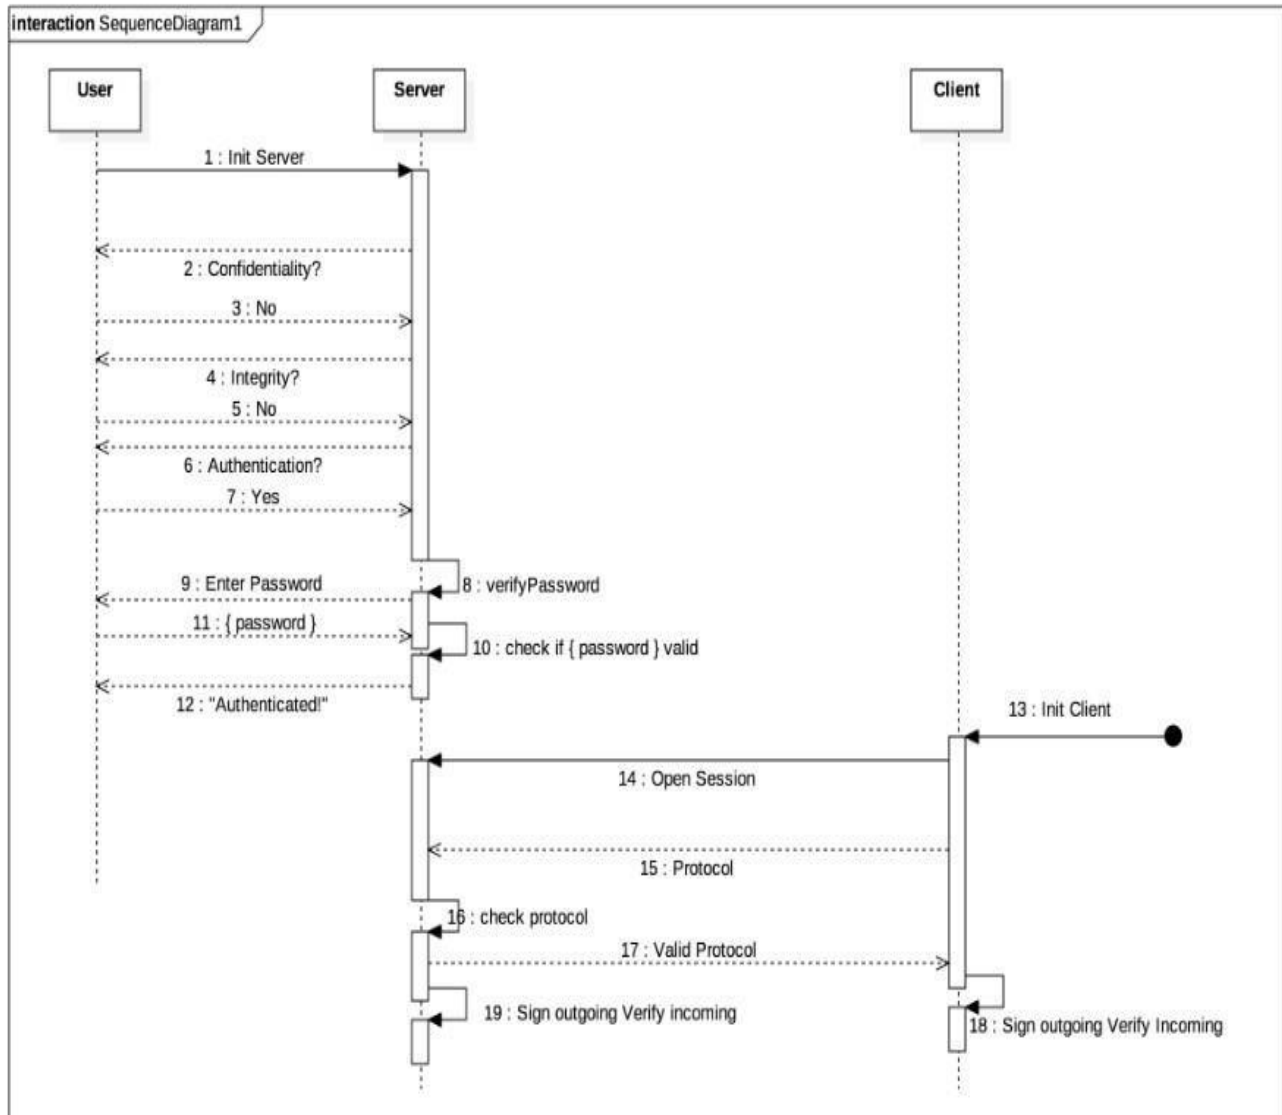 interaction SequenceDiagram1
User
Server
Client
1 : Init Server
2 : Confidentiality?
3 : No
4 : Integrity?
5 : No
6 : Authentication?
7 : Yes
8 : verifyPassword
9 : Enter Password
11 : { password }
10 : check if { password } valid
12 : "Authenticated!"
13 : Init Client
14 : Open Session
15 : Protocol
16 : check protocol
17 : Valid Protocol
19 : Sign outgoing Verify incoming
18 : Sign outgoing Verify Incoming